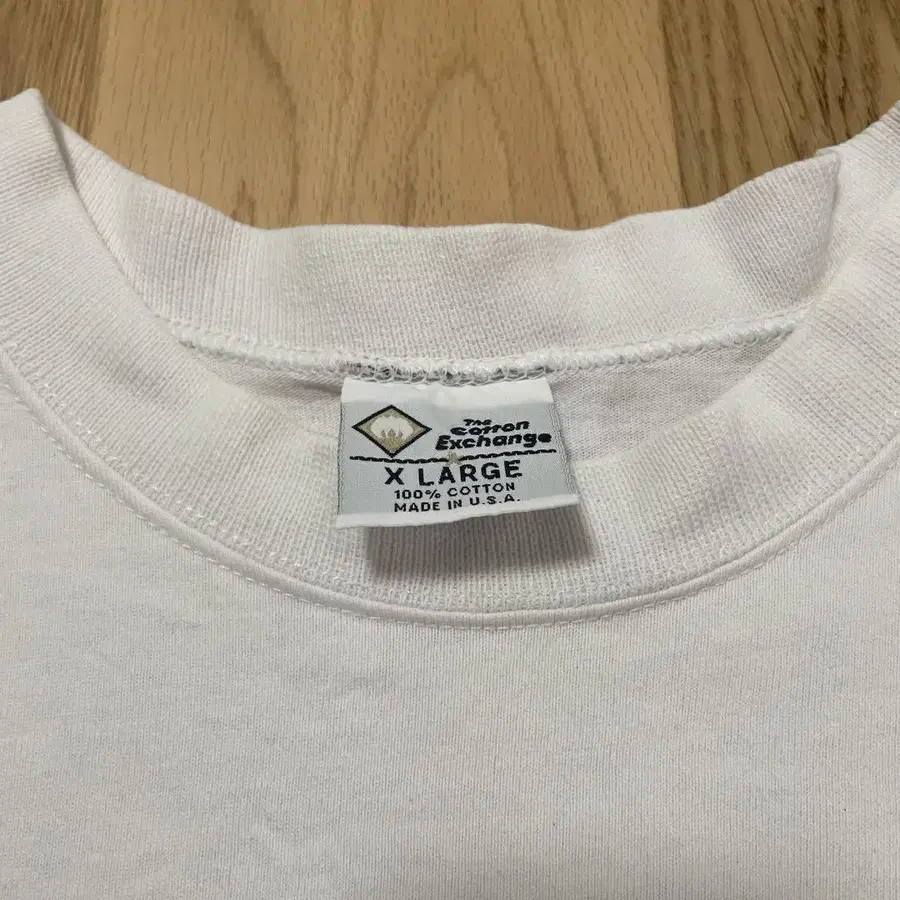 The
Cotton
Exchange
X LARGE
100% COTTON
MADE IN U.S.A.